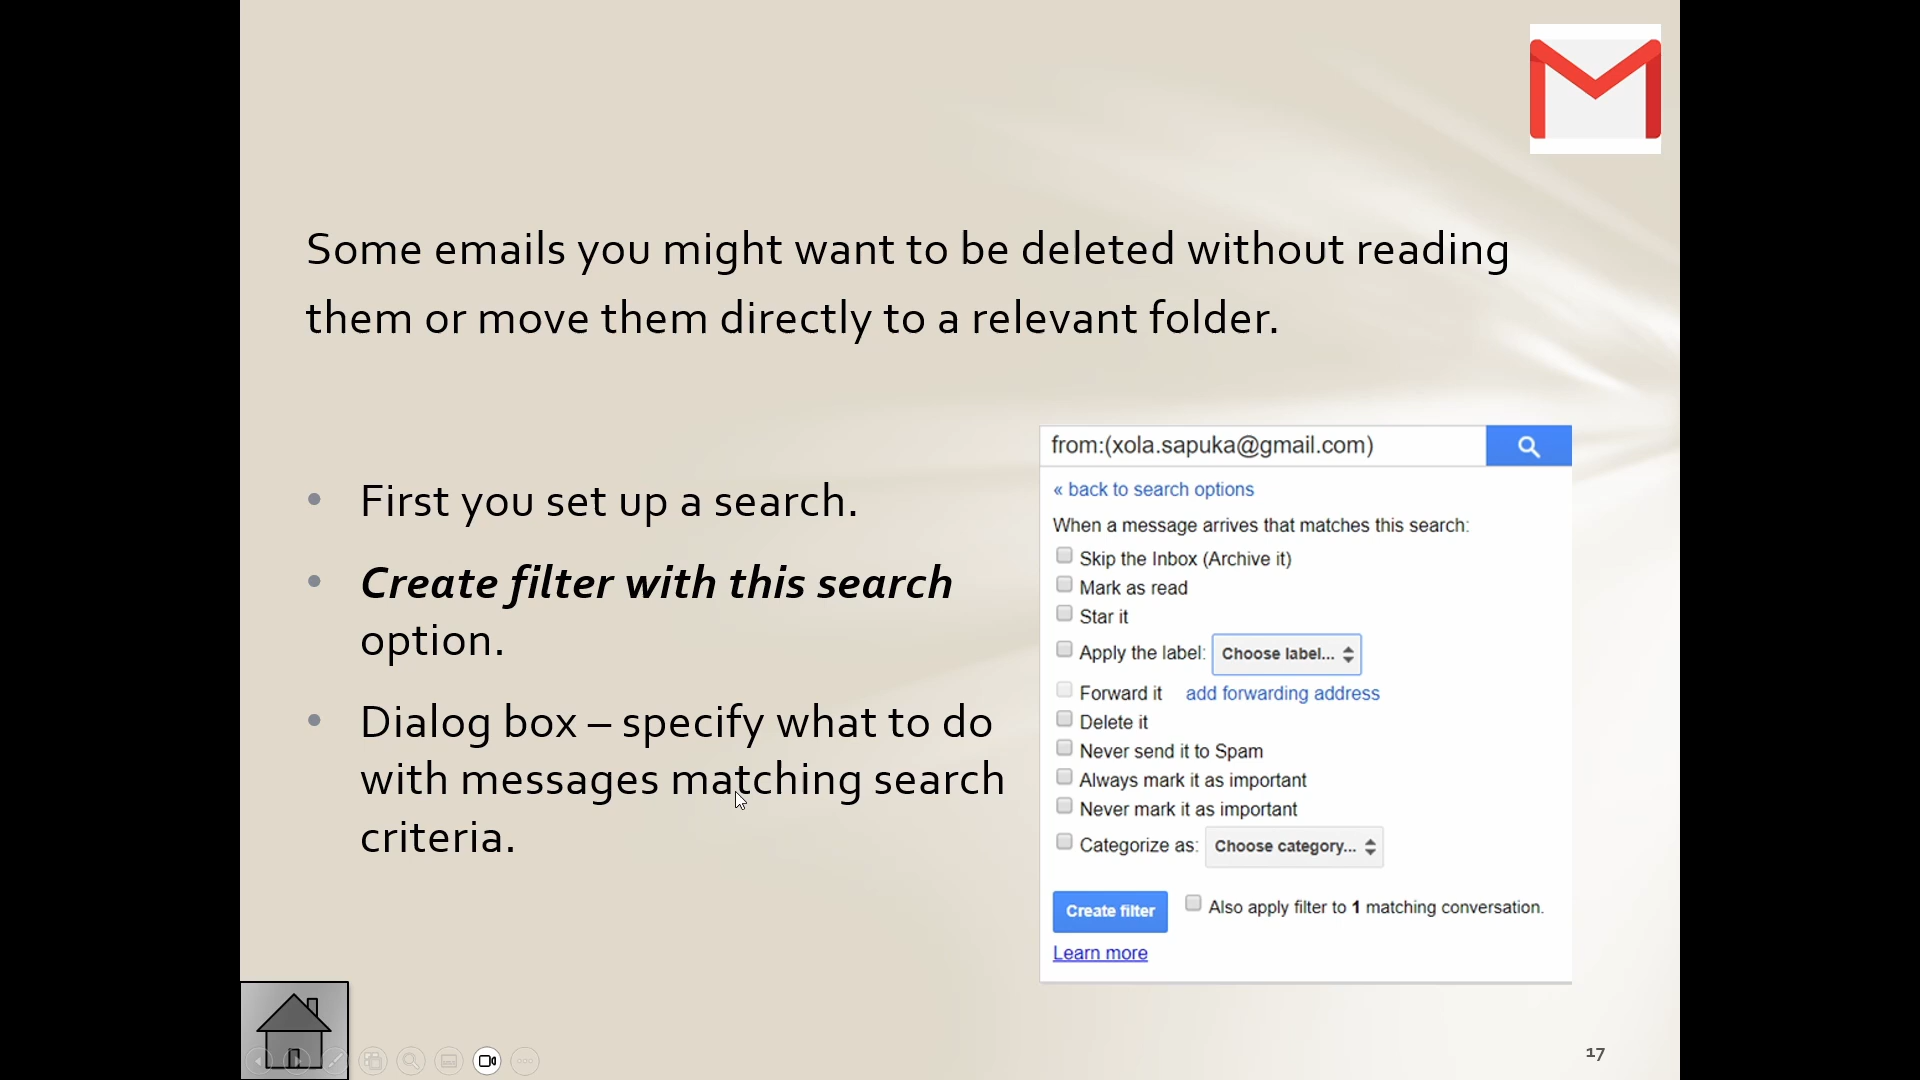 Some emails you might want to be deleted without reading
them or move them directly to a relevant folder.
• First you set up a search.
• Create filter with this search
option.
• Dialog box – specify what to do
with messages matching search
criteria.
from:(xola.sapuka@gmail.com)
« back to search options
When a message arrives that matches this search:
Skip the Inbox (Archive it)
Mark as read
Star it
Apply the label: Choose label...
Forward it add forwarding address
Delete it
Never send it to Spam
Always mark it as important
Never mark it as important
Categorize as: Choose category...
Create filter Also apply filter to 1 matching conversation.
Learn more
17